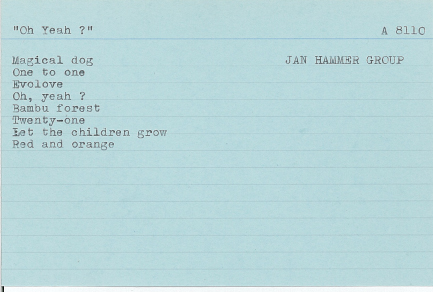 "Oh Yeah ?" A 8110
Magical dog JAN HAMMER GROUP
One to one
Evolove
Oh, yeah ?
Bambu forest
Twenty-one
Let the children grow
Red and orange